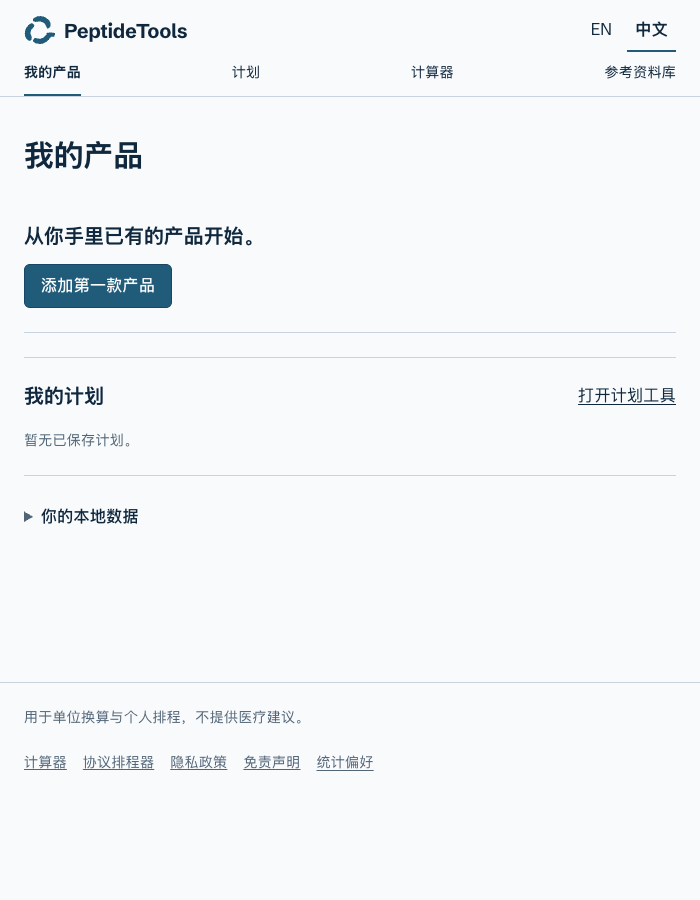 PeptideTools
EN 中文
我的产品 计划 计算器 参考资料库
我的产品
从你手里已有的产品开始。
添加第一款产品
我的计划 打开计划工具
暂无已保存计划。
你的本地数据
用于单位换算与个人排程，不提供医疗建议。
计算器 协议排程器 隐私政策 免责声明 统计偏好